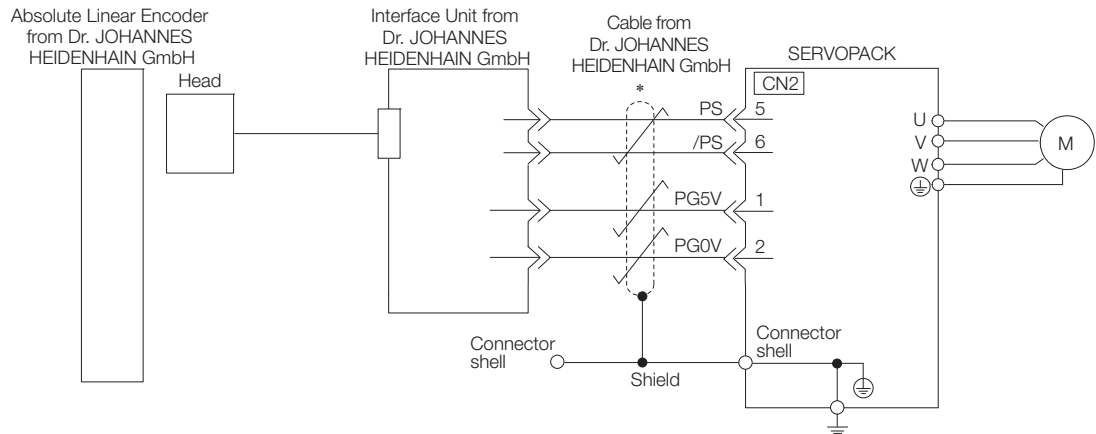 Absolute Linear Encoder
from Dr. JOHANNES
HEIDENHAIN GmbH
Head
Interface Unit from
Dr. JOHANNES
HEIDENHAIN GmbH
Cable from
Dr. JOHANNES
HEIDENHAIN GmbH
*
SERVOPACK
CN2
PS 5
/PS 6
PG5V 1
PG0V 2
U
V
W
M
Connector
shell
Shield
Connector
shell